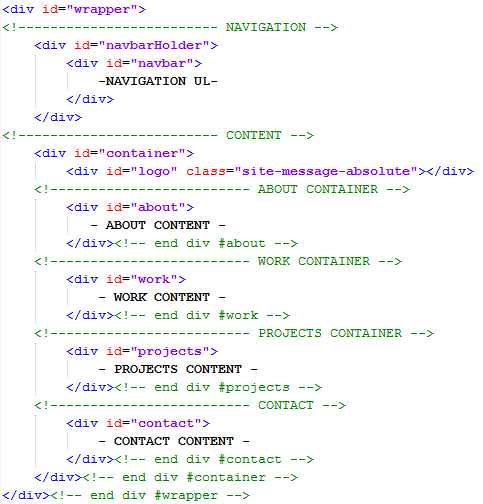 <div id="wrapper">
<!------------------------- NAVIGATION -->
<div id="navbarHolder">
<div id="navbar">
-NAVIGATION UL-
</div>
</div>
<!------------------------- CONTENT -->
<div id="container">
<div id="logo" class="site-message-absolute"></div>
<!------------------------- ABOUT CONTAINER -->
<div id="about">
- ABOUT CONTENT -
</div><!-- end div #about -->
<!------------------------- WORK CONTAINER -->
<div id="work">
- WORK CONTENT -
</div><!-- end div #work -->
<!------------------------- PROJECTS CONTAINER -->
<div id="projects">
- PROJECTS CONTENT -
</div><!-- end div #projects -->
<!------------------------- CONTACT -->
<div id="contact">
- CONTACT CONTENT -
</div><!-- end div #contact -->
</div><!-- end div #container -->
</div><!-- end div #wrapper -->